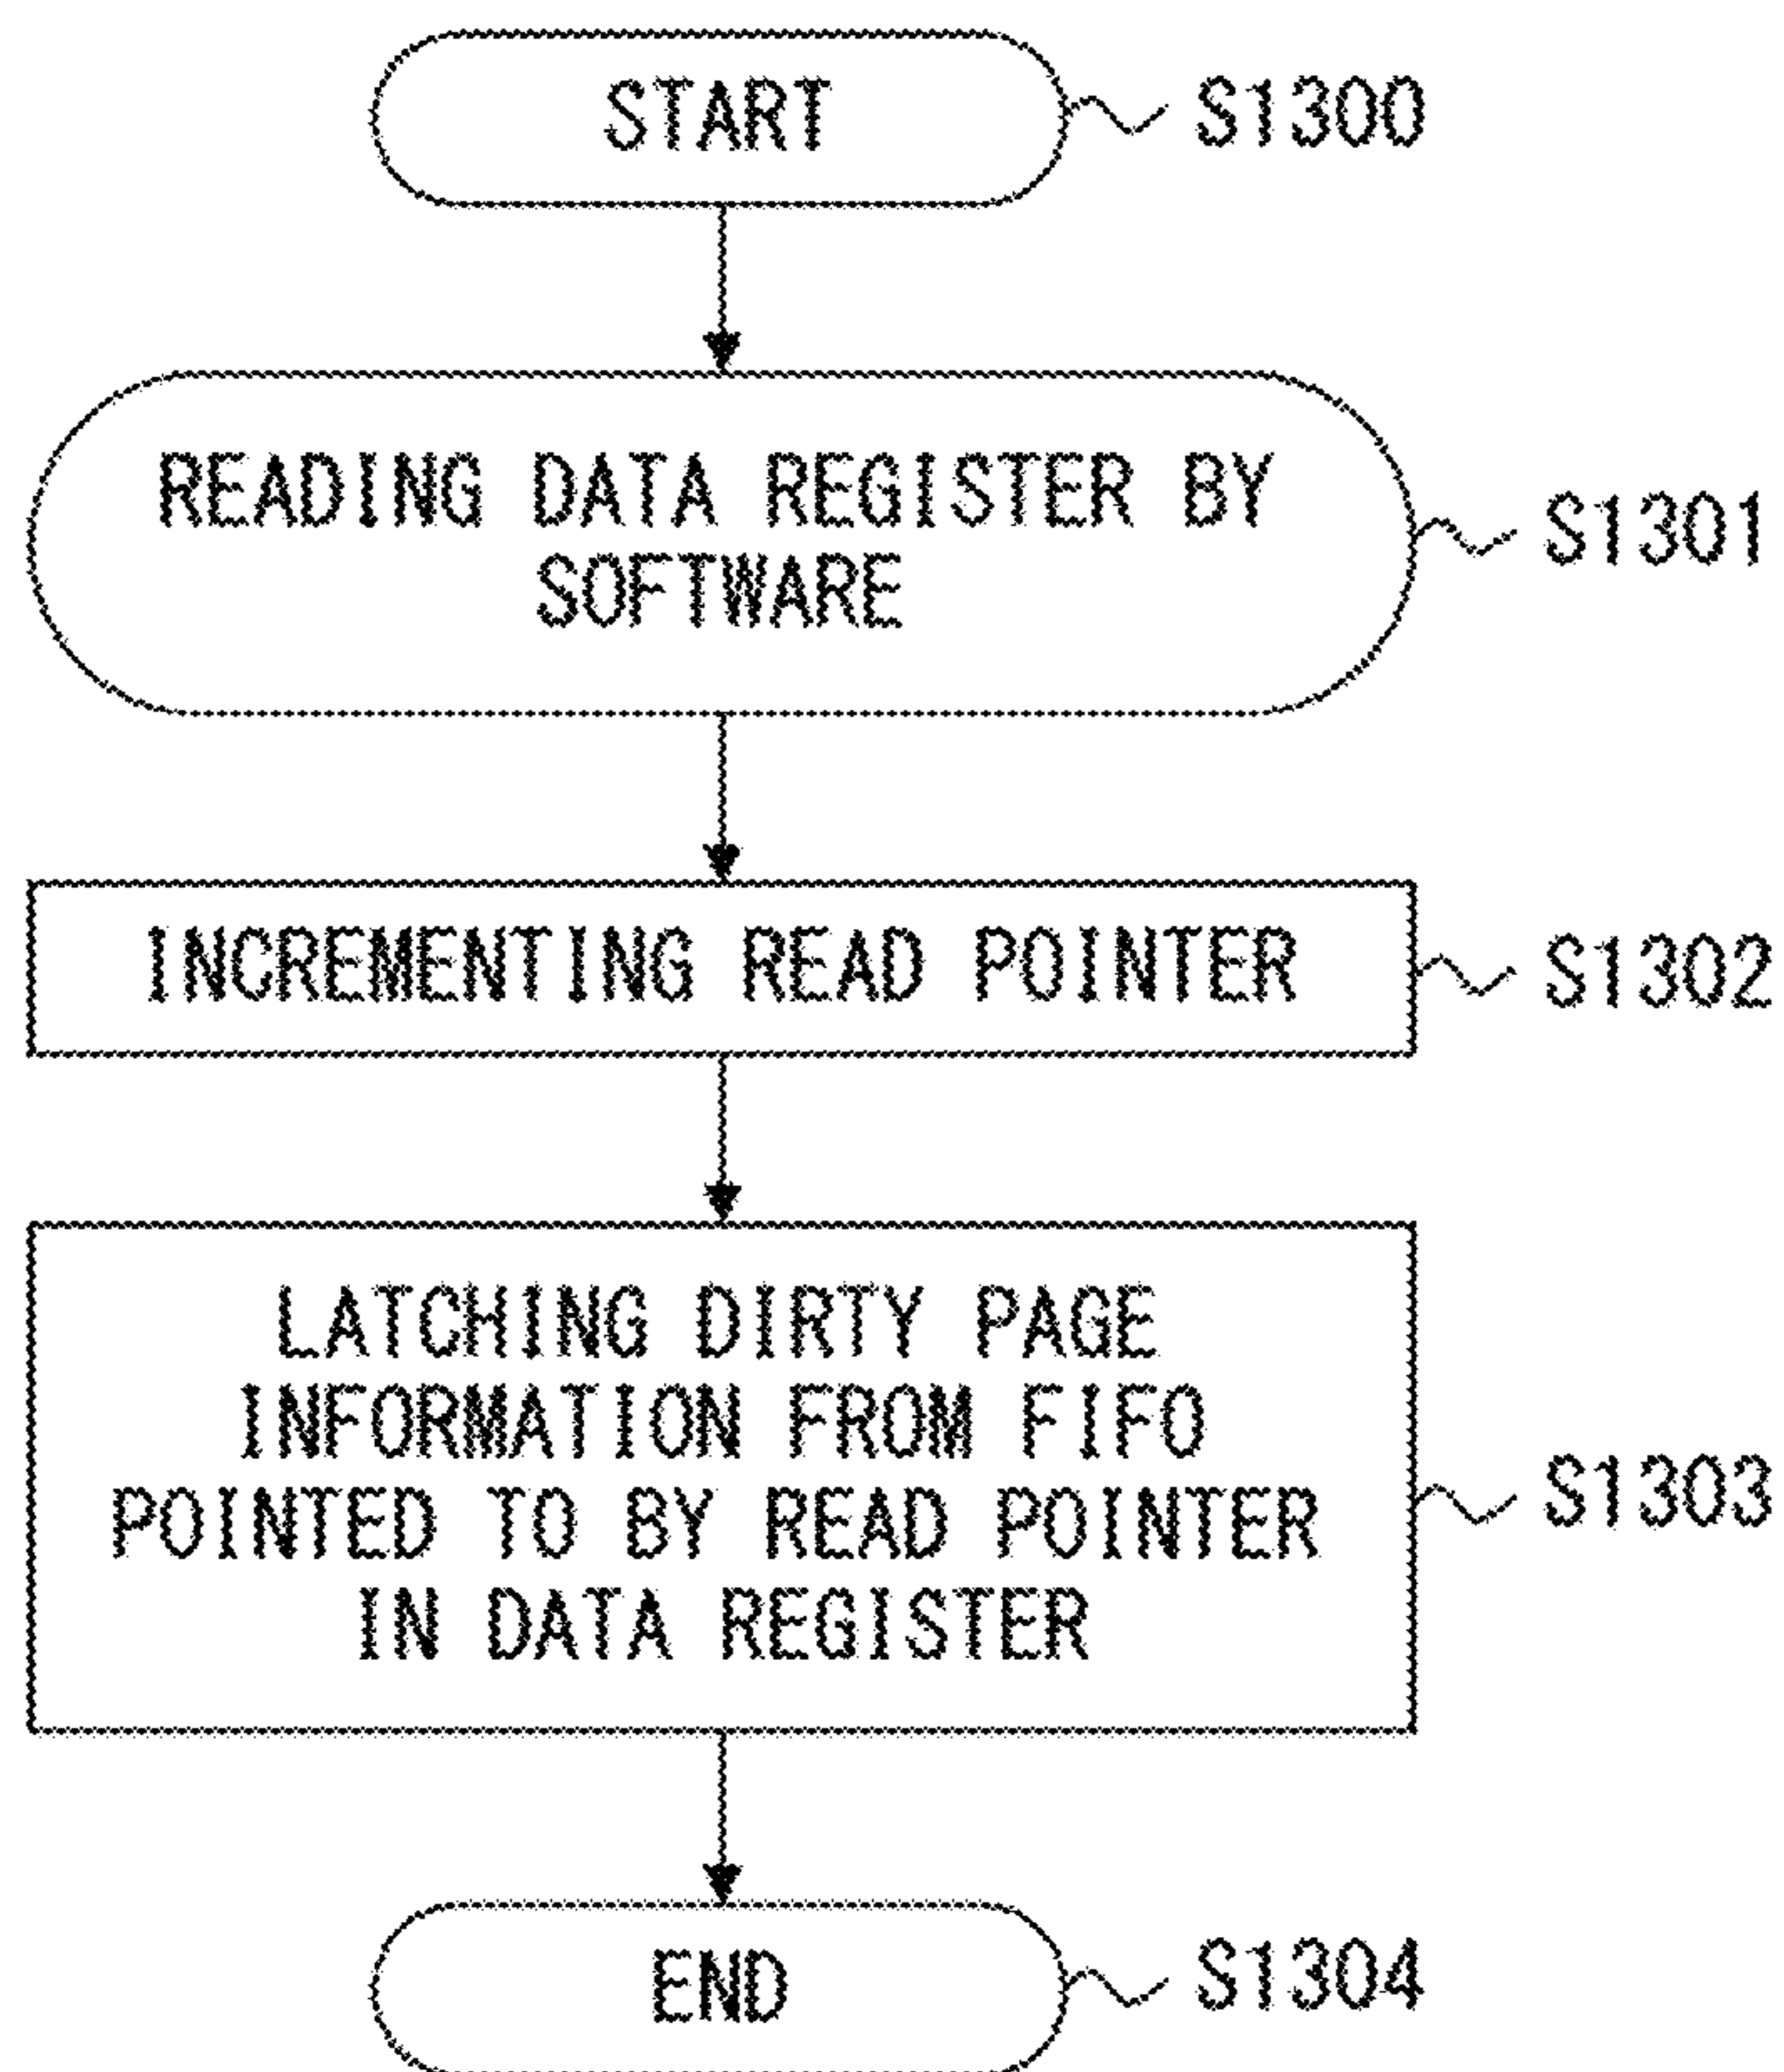 START
S1300
READING DATA REGISTER BY
SOFTWARE
S1301
INCREMENTING READ POINTER
S1302
LATCHING DIRTY PAGE
INFORMATION FROM FIFO
POINTED TO BY READ POINTER
IN DATA REGISTER
S1303
END
S1304